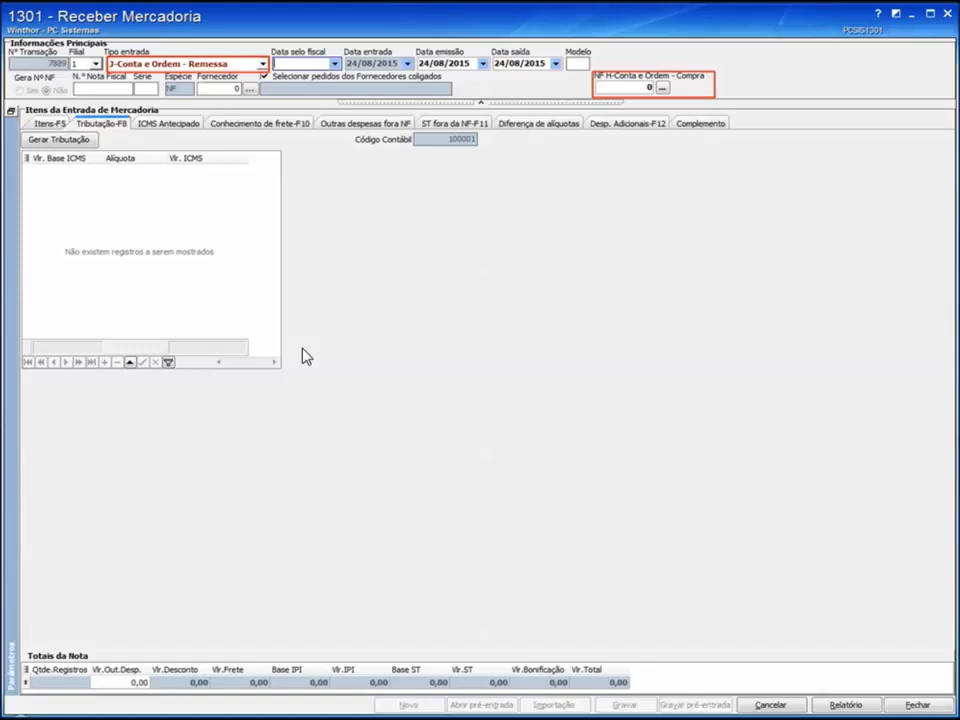 1301 - Receber Mercadoria
Winthor - PC Sistemas
PCSIS1301
Informações Principais
Nº Transação Filial Tipo entrada Data selo fiscal Data entrada Data emissão Data saída Modelo
7889 1 J-Conta e Ordem - Remessa 24/08/2015 24/08/2015 24/08/2015
Gera Nº NF N.º Nota Fiscal Série Espécie Fornecedor Selecionar pedidos dos Fornecedores coligados NF H-Conta e Ordem - Compra
Sim Não NF 0 ... 0 ...
Itens da Entrada de Mercadoria
Itens-F5 Tributação-F8 ICMS Antecipado Conhecimento de frete-F10 Outras despesas fora NF ST fora da NF-F11 Diferença de alíquotas Desp. Adicionais-F12 Complemento
Gerar Tributação Código Contábil 100001
Vlr. Base ICMS Alíquota Vlr. ICMS
Não existem registros a serem mostrados
Parâmetros
Totais da Nota
Qtde.Registros Vlr.Out.Desp. Vlr.Desconto Vlr.Frete Base IPI Vlr.IPI Base ST Vlr.ST Vlr.Bonificação Vlr.Total
0,00 0,00 0,00 0,00 0,00 0,00 0,00 0,00 0,00
Novo Abrir pré-entrada Importação Gravar Gravar pré-entrada Cancelar Relatório Fechar